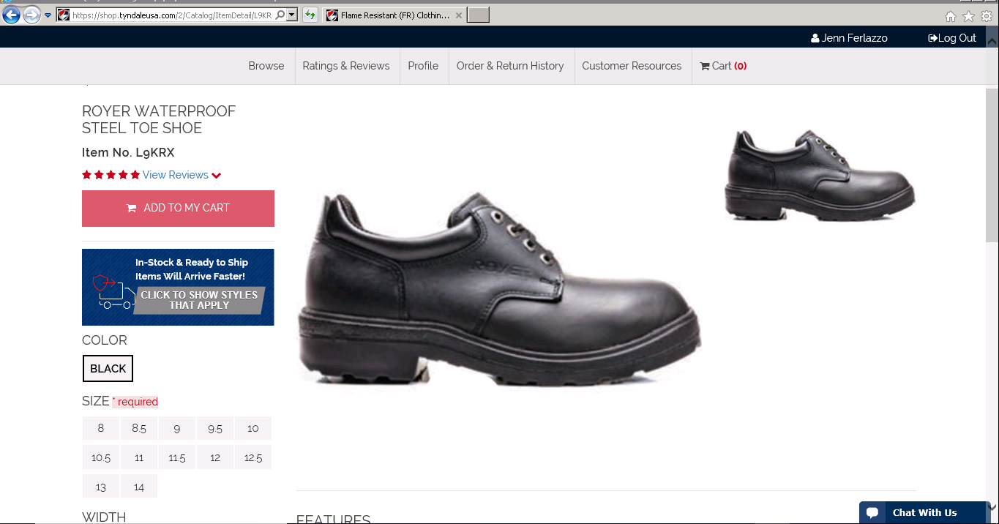 https://shop.tyndaleusa.com/2/Catalog/ItemDetail/L9KR
Flame Resistant (FR) Clothin...
Jenn Ferlazzo
Log Out
Browse
Ratings & Reviews
Profile
Order & Return History
Customer Resources
Cart (0)
ROYER WATERPROOF
STEEL TOE SHOE
Item No. L9KRX
View Reviews
ADD TO MY CART
In-Stock & Ready to Ship
Items Will Arrive Faster!
CLICK TO SHOW STYLES
THAT APPLY
COLOR
BLACK
SIZE * required
8 8.5 9 9.5 10
10.5 11 11.5 12 12.5
13 14
WIDTH
ROYER
FEATURES
Chat With Us